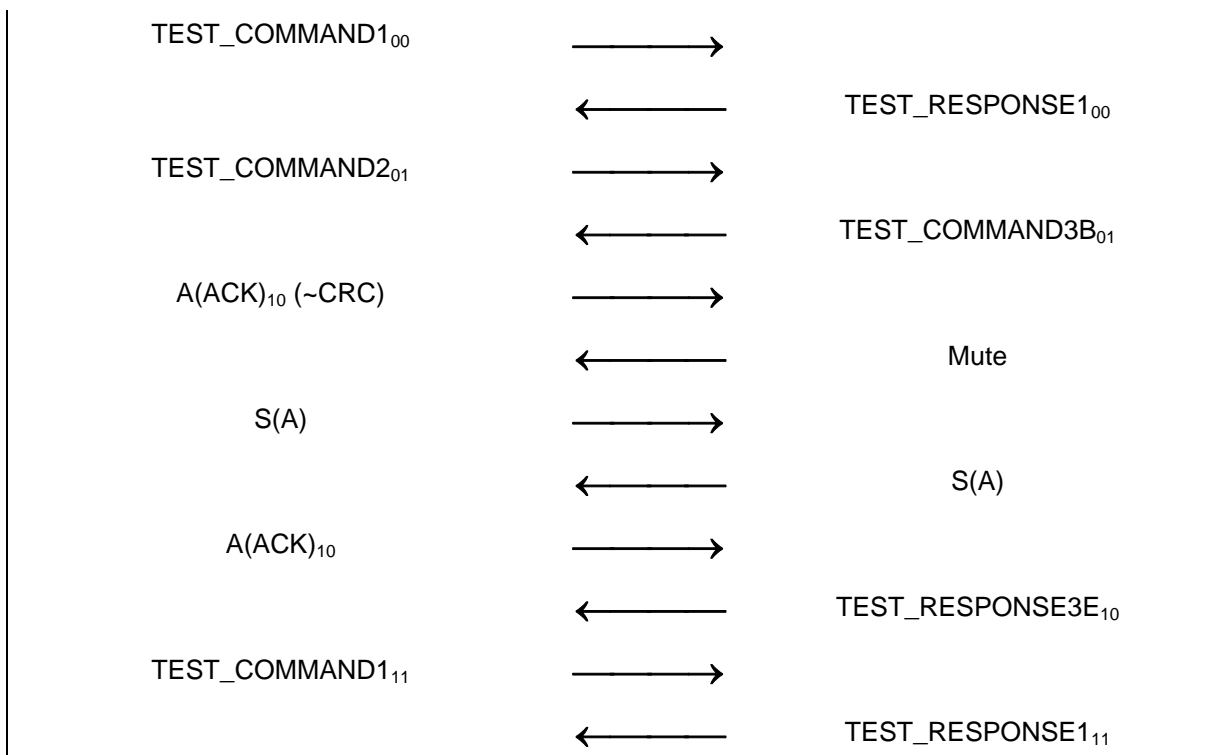 TEST_COMMAND1₀₀
TEST_RESPONSE1₀₀
TEST_COMMAND2₀₁
TEST_COMMAND3B₀₁
A(ACK)₁₀ (~CRC)
Mute
S(A)
S(A)
A(ACK)₁₀
TEST_RESPONSE3E₁₀
TEST_COMMAND1₁₁
TEST_RESPONSE1₁₁